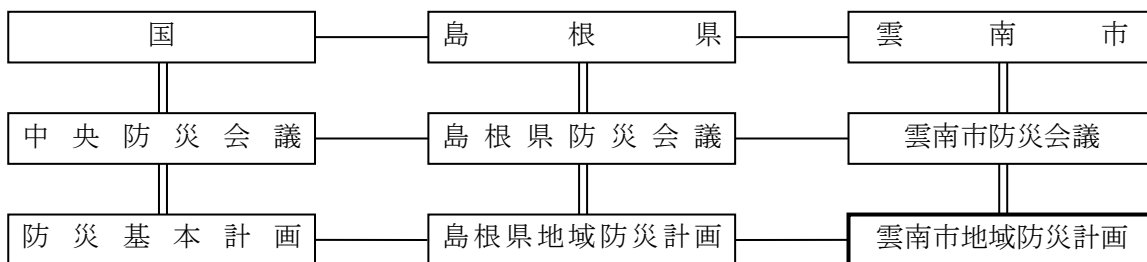 国 島根県 雲南市
中央防災会議 島根県防災会議 雲南市防災会議
防災基本計画 島根県地域防災計画 雲南市地域防災計画